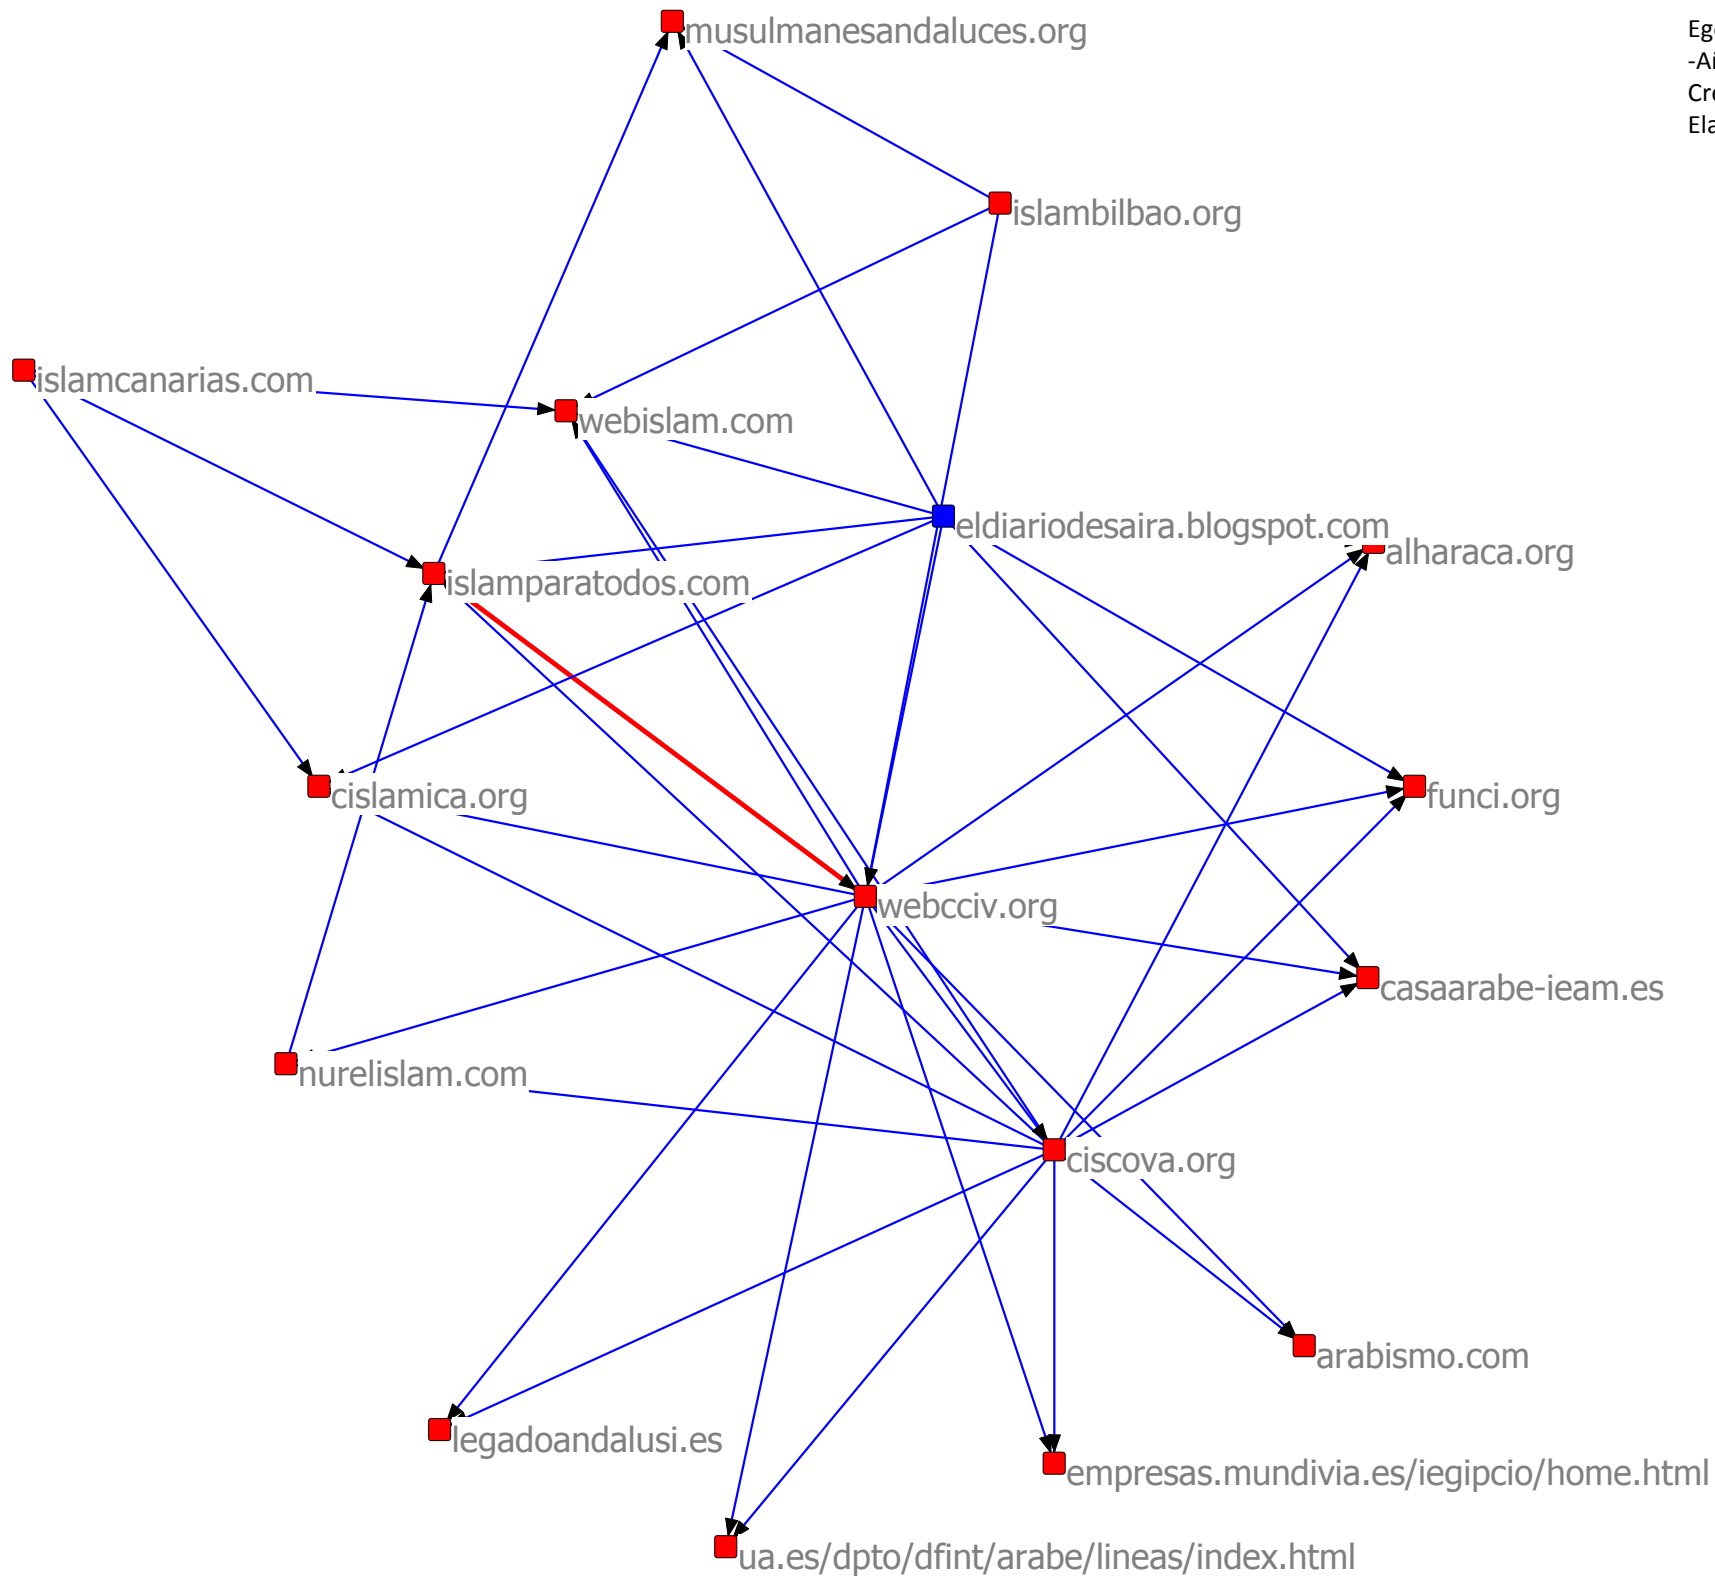 musulmanesandaluces.org
islambilbao.org
islamcanarias.com
webislam.com
eldiariodesaira.blogspot.com
alharaca.org
islamparatodos.com
cislamica.org
funci.org
webcciv.org
casaarabe-ieam.es
nurelislam.com
ciscova.org
arabismo.com
legadoandalusi.es
empresas.mundivia.es/iegipcio/home.html
ua.es/dpto/dfint/arabe/lineas/index.html